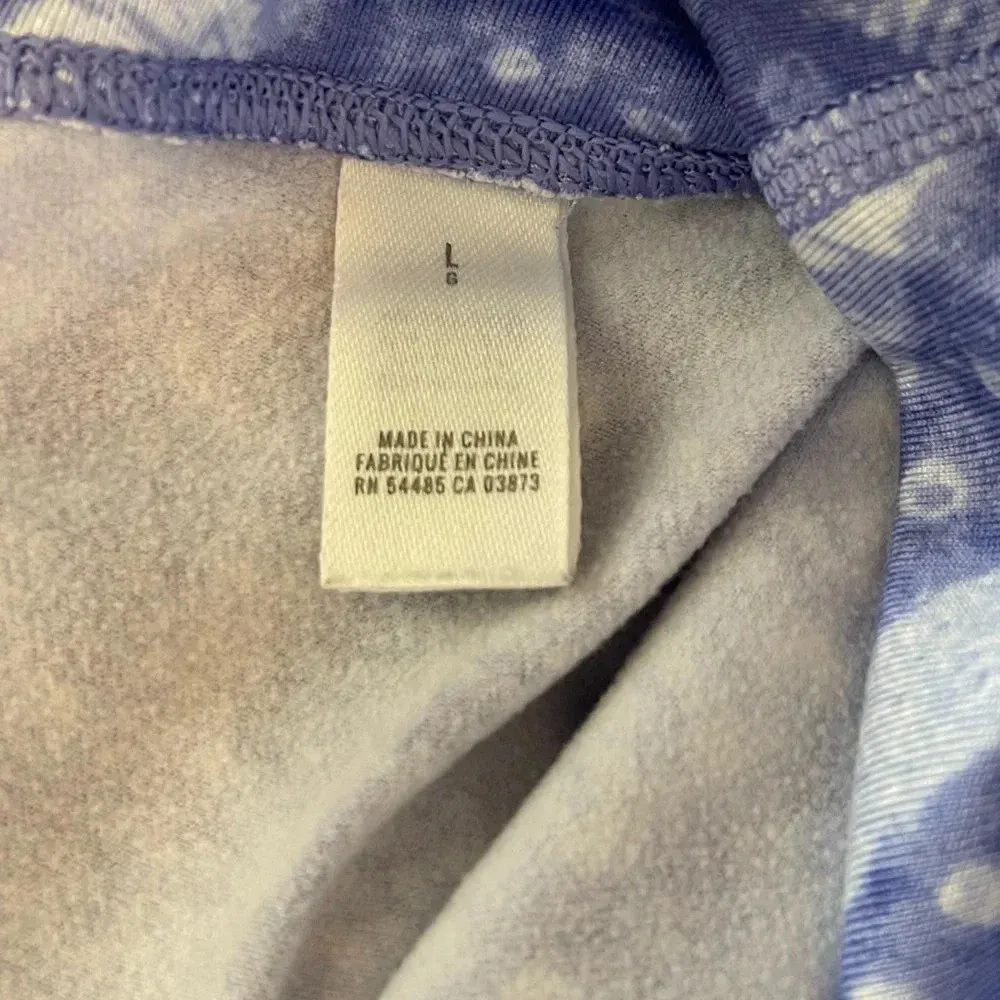 L
G
MADE IN CHINA
FABRIQUÉ EN CHINE
RN 54485 CA 03873